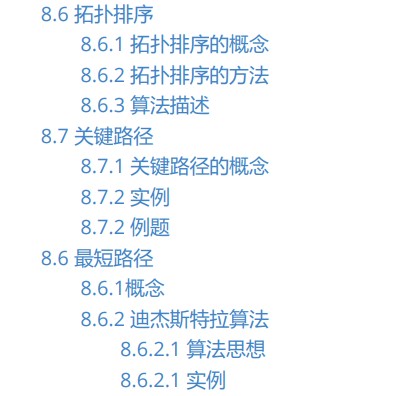 8.6 拓扑排序
8.6.1 拓扑排序的概念
8.6.2 拓扑排序的方法
8.6.3 算法描述
8.7 关键路径
8.7.1 关键路径的概念
8.7.2 实例
8.7.2 例题
8.6 最短路径
8.6.1概念
8.6.2 迪杰斯特拉算法
8.6.2.1 算法思想
8.6.2.1 实例